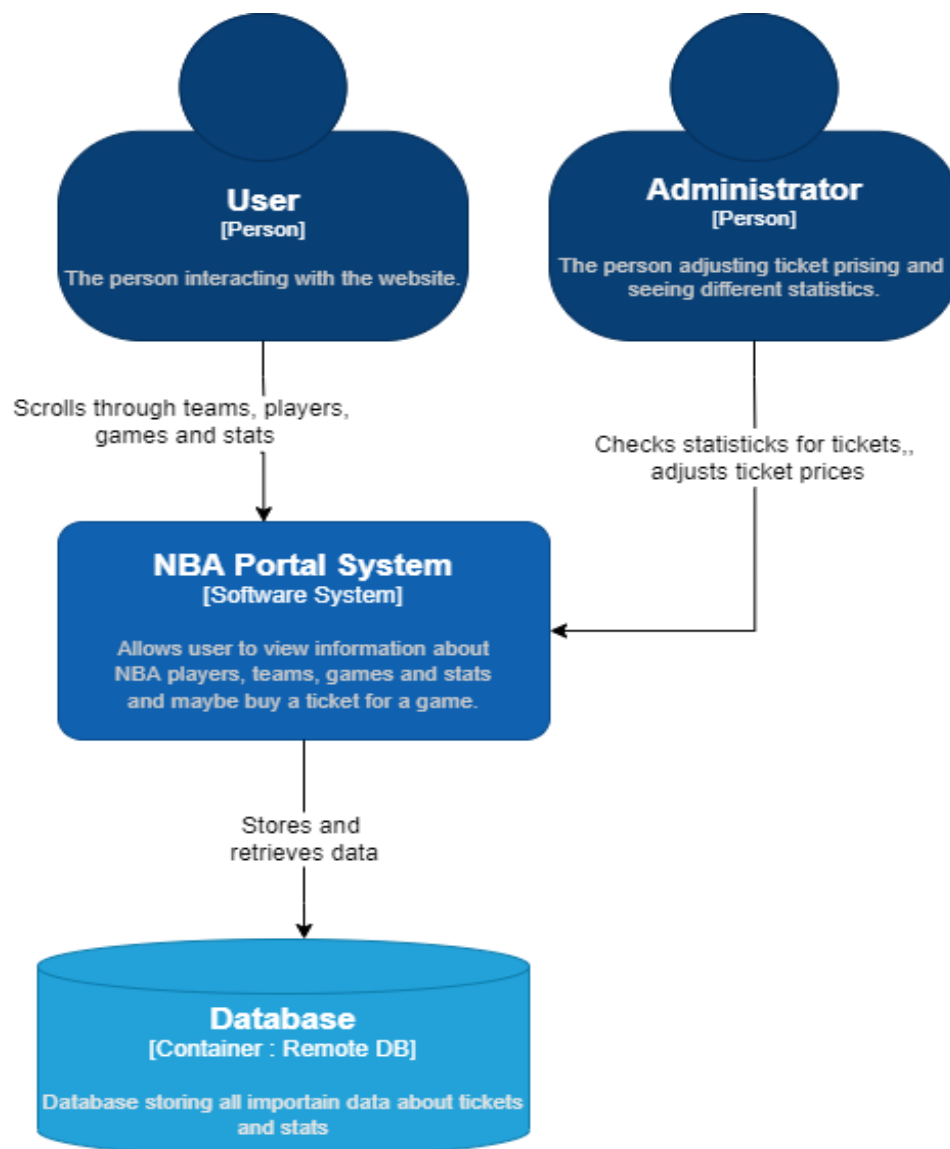 User
[Person]
The person interacting with the website.
Administrator
[Person]
The person adjusting ticket prising and
seeing different statistics.
Scrolls through teams, players,
games and stats
Checks statisticks for tickets,,
adjusts ticket prices
NBA Portal System
[Software System]
Allows user to view information about
NBA players, teams, games and stats
and maybe buy a ticket for a game.
Stores and
retrieves data
Database
[Container : Remote DB]
Database storing all importain data about tickets
and stats